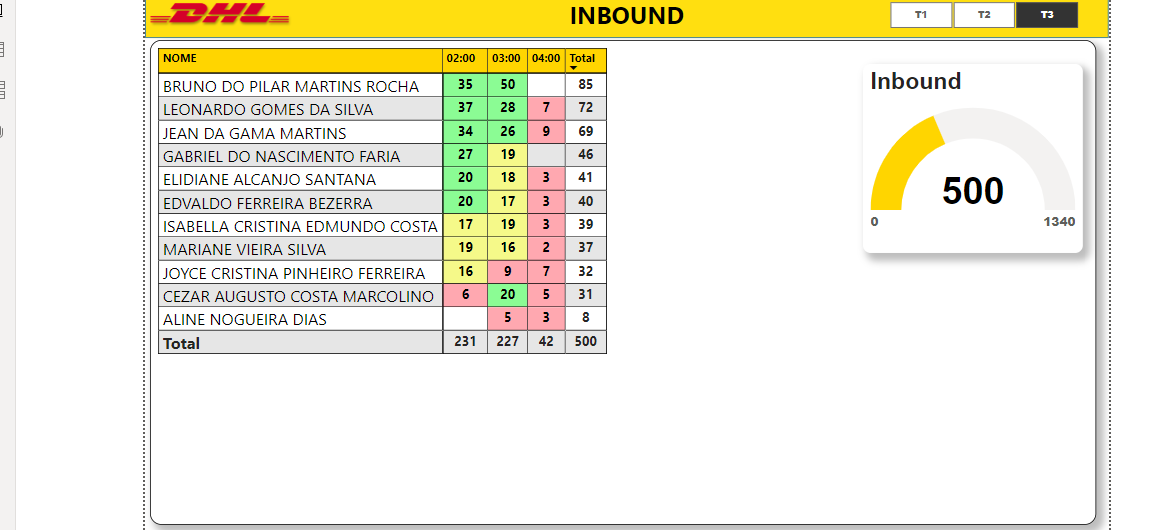 DHL INBOUND T1 T2 T3
NOME 02:00 03:00 04:00 Total
BRUNO DO PILAR MARTINS ROCHA 35 50 85
LEONARDO GOMES DA SILVA 37 28 7 72
JEAN DA GAMA MARTINS 34 26 9 69
GABRIEL DO NASCIMENTO FARIA 27 19 46
ELIDIANE ALCANJO SANTANA 20 18 3 41
EDVALDO FERREIRA BEZERRA 20 17 3 40
ISABELLA CRISTINA EDMUNDO COSTA 17 19 3 39
MARIANE VIEIRA SILVA 19 16 2 37
JOYCE CRISTINA PINHEIRO FERREIRA 16 9 7 32
CEZAR AUGUSTO COSTA MARCOLINO 6 20 5 31
ALINE NOGUEIRA DIAS 5 3 8
Total 231 227 42 500
Inbound
500
0 1340